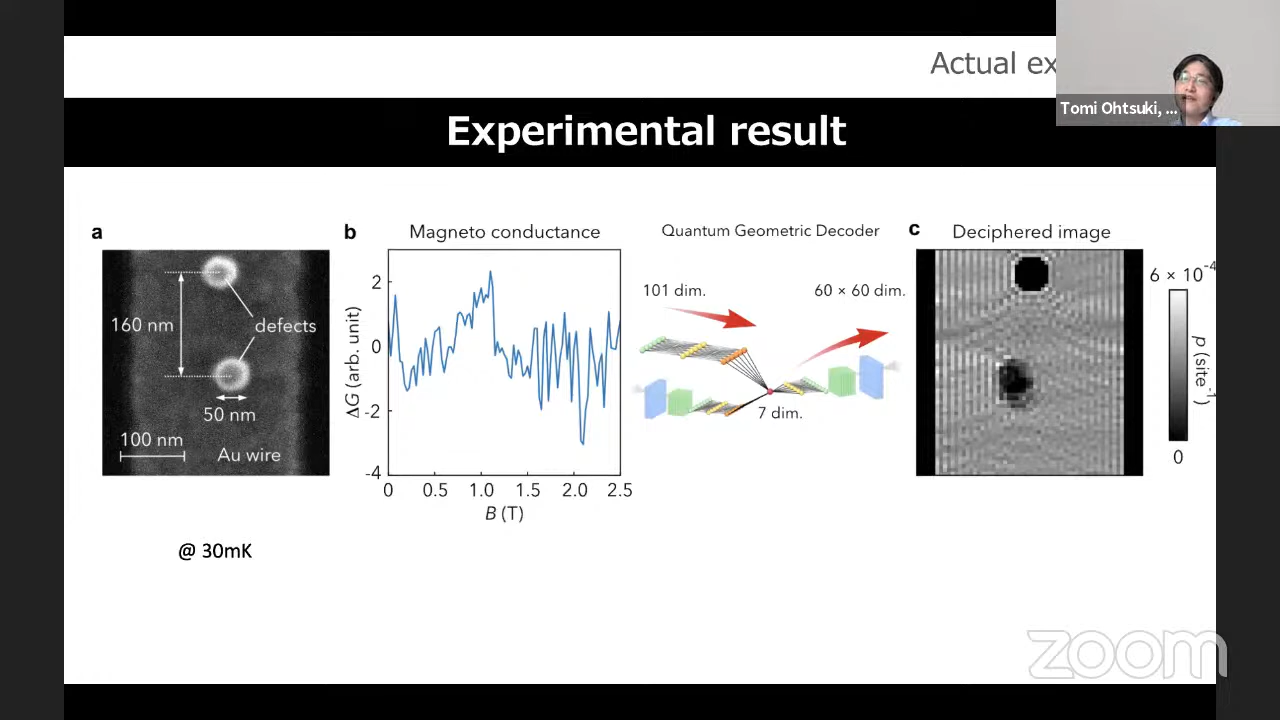 Actual ex
Tomi Ohtsuki, ...
Experimental result
a
160 nm
defects
50 nm
100 nm
Au wire
@ 30mK
b
Magneto conductance
ΔG (arb. unit)
2
0
-2
-4
0 0.5 1.0 1.5 2.0 2.5
B (T)
Quantum Geometric Decoder
101 dim.
60 × 60 dim.
7 dim.
c
Deciphered image
6 × 10⁻⁴
p (site⁻¹)
0
zoom